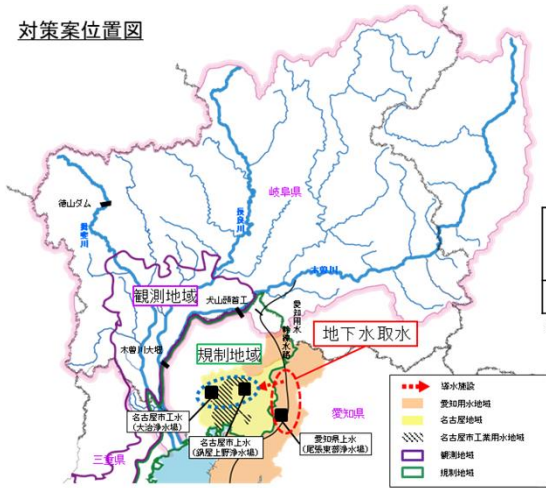 対策案位置図
岐阜県
徳山ダム
揖斐川
長良川
木曽川
観測地域
犬山頭首工
愛知用水
幹線水路
地下水取水
木曽川大堰
規制地域
名古屋市工水
(大治浄水場)
名古屋市上水
(鍋屋上野浄水場)
愛知県上水
(尾張東部浄水場)
愛知県
三重県
導水施設
愛知用水地域
名古屋地域
名古屋市工業用水地域
観測地域
規制地域